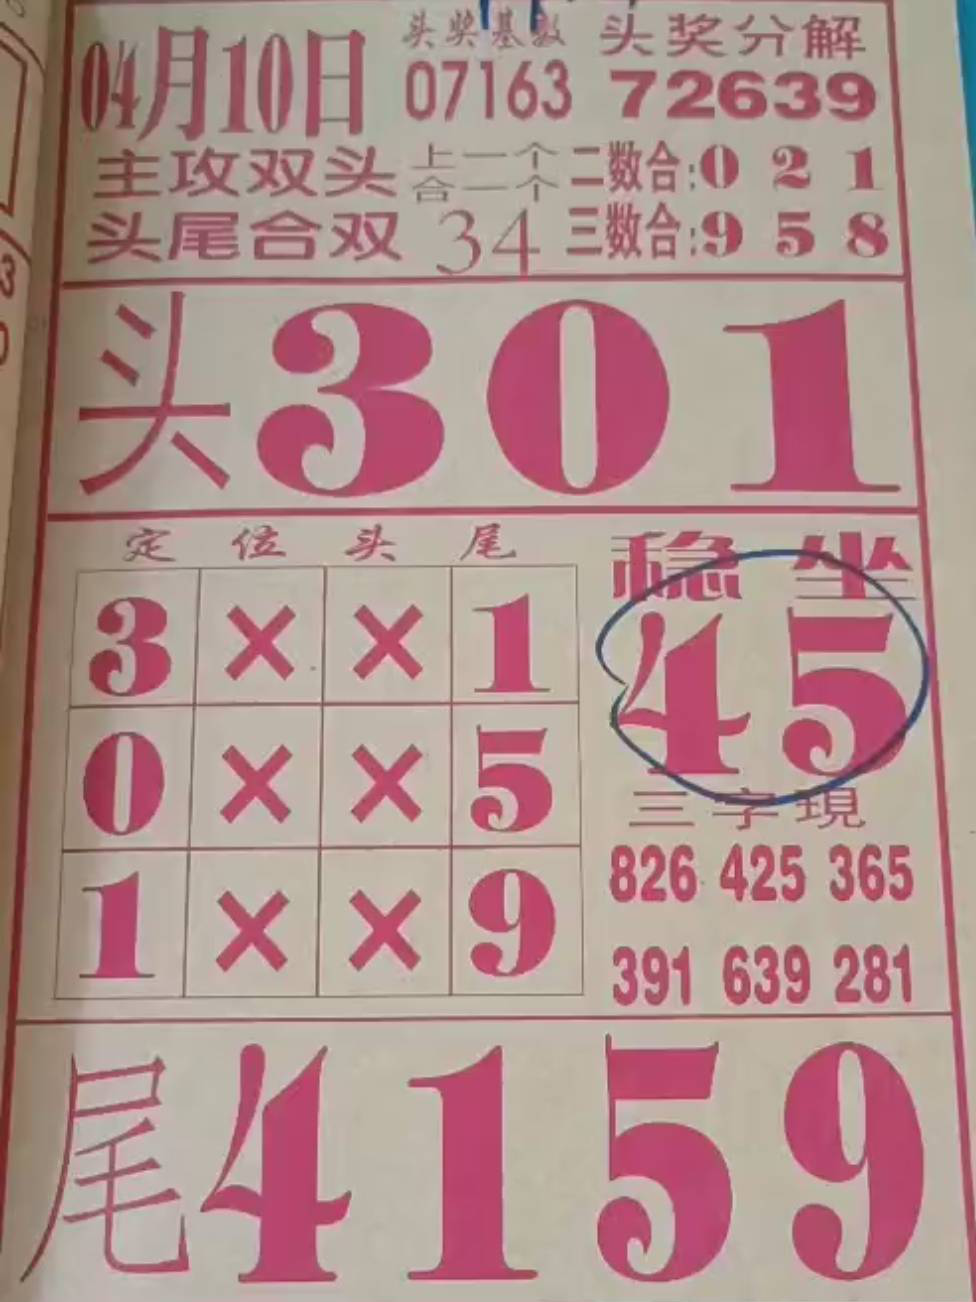 04月10日
头奖基数 头奖分解
07163 72639
主攻双头 上一个 二数合:0 2 1
合一个
头尾合双 34 三数合:9 5 8
头 3 0 1
定 位 头 尾 稳 坐
3 × × 1 45
0 × × 5
三字現
826 425 365
1 × × 9
391 639 281
尾 4 1 5 9